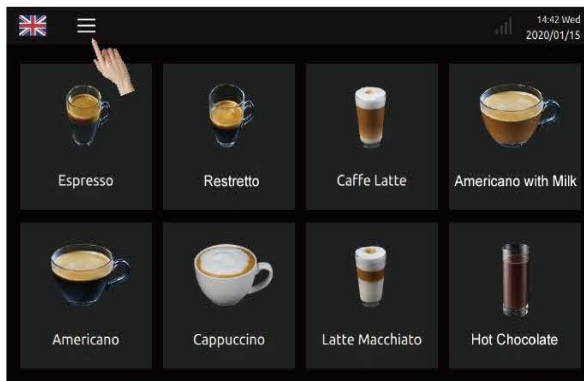 14:42 Wed
2020/01/15
Espresso
Restretto
Caffe Latte
Americano with Milk
Americano
Cappuccino
Latte Macchiato
Hot Chocolate